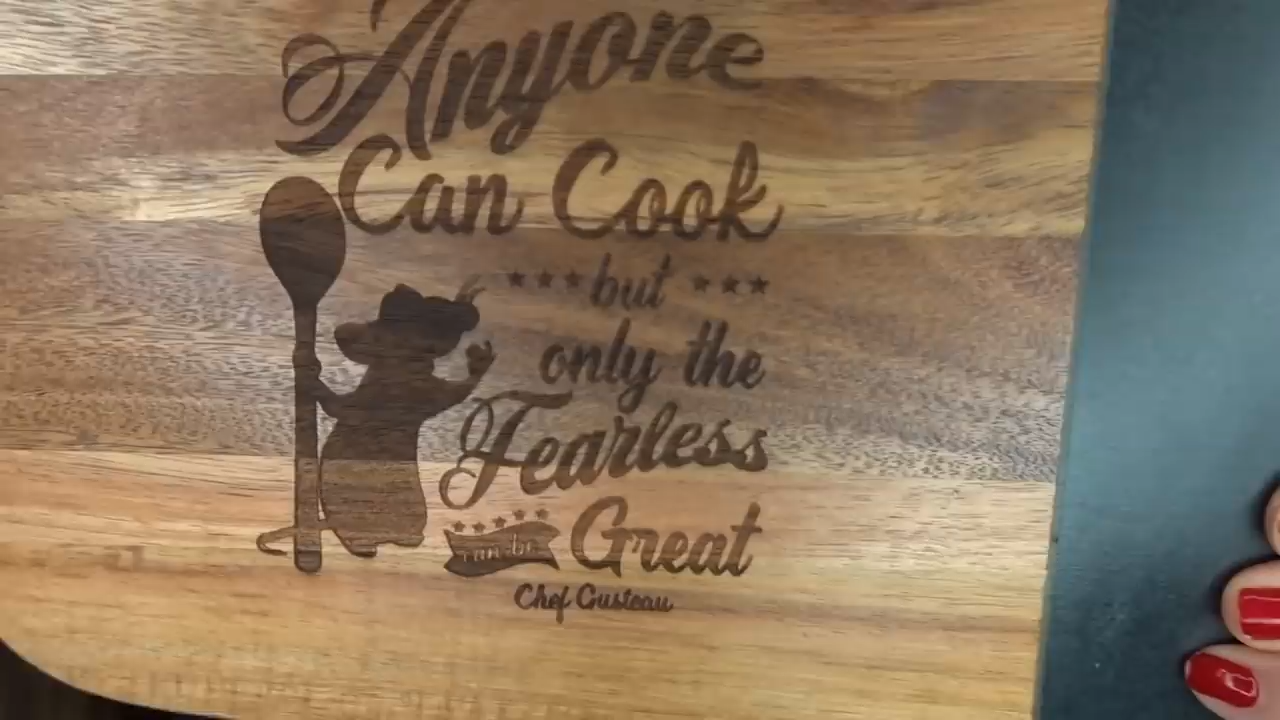 Anyone
Can Cook
but
only the
Fearless
can be Great
Chef Gusteau